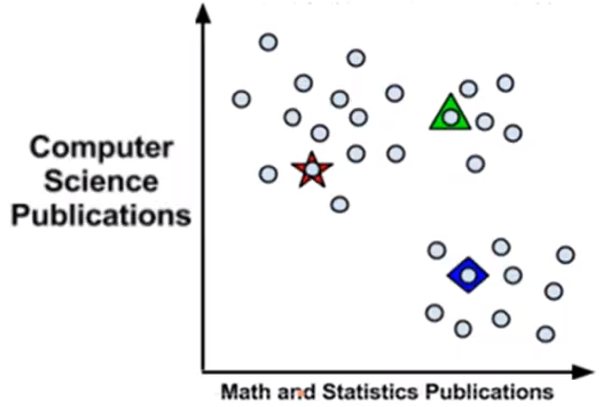 Computer
Science
Publications
Math and Statistics Publications